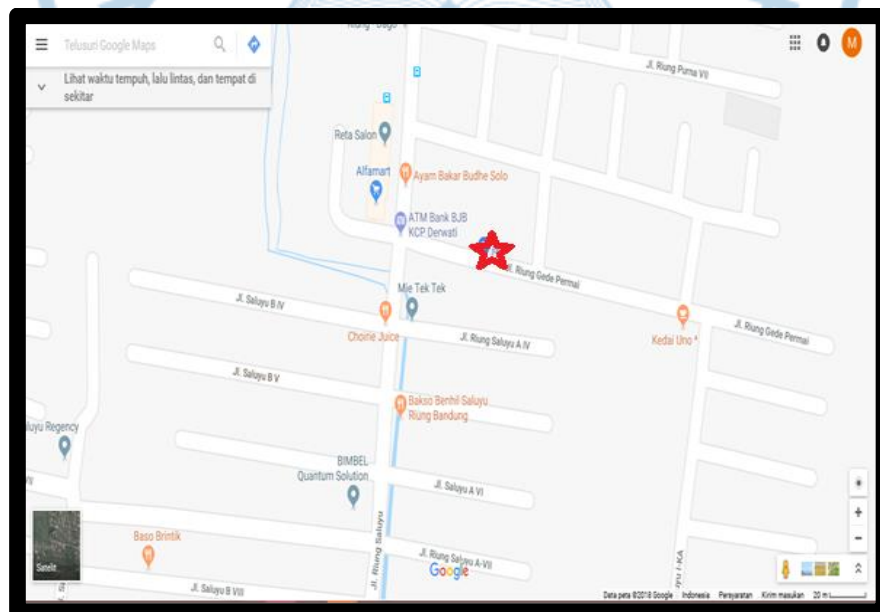 Telusuri Google Maps
Lihat waktu tempuh, lalu lintas, dan tempat di
sekitar
M
Jl. Riung Purna VII
Reta Salon
Alfamart
Ayam Bakar Budhe Solo
ATM Bank BJB
KCP Derwati
Jl. Riung Gede Permai
Mie Tek Tek
Jl. Saluyu B IV
Choine Juice
Jl. Riung Saluyu A IV
Kedai Uno
Jl. Riung Gede Permai
Jl. Saluyu B V
Bakso Benhil Saluyu
Riung Bandung
Regency
BIMBEL
Quantum Solution
Jl. Saluyu A VI
Baso Brintik
Jl. Riung Saluyu
Jl. Riung Saluyu A-VII
Google
Satelit
Jl. Saluyu B VIII
Data peta ©2018 Google Indonesia Persyaratan Kirim masukan 20 m